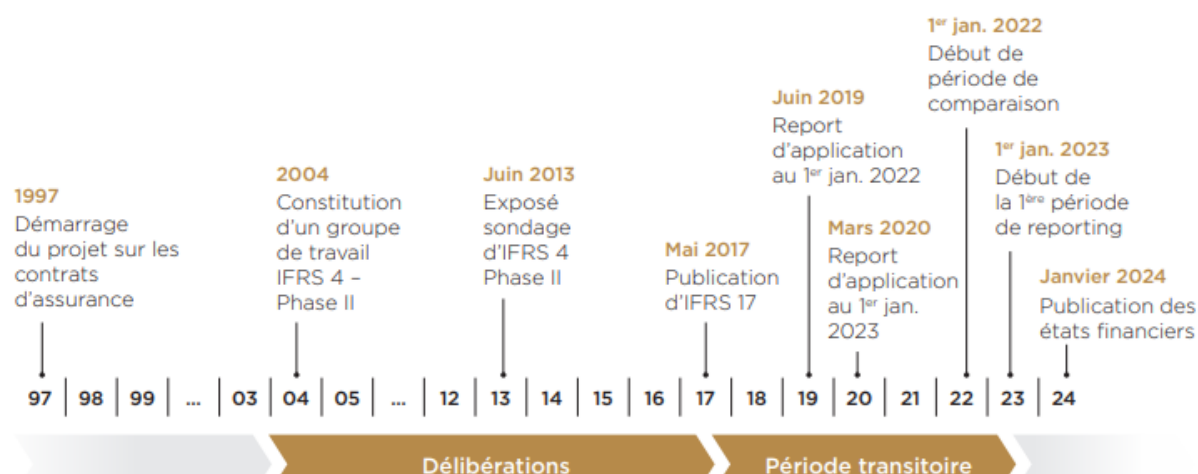 1997
Démarrage
du projet sur les
contrats
d'assurance
2004
Constitution
d'un groupe
de travail
IFRS 4 –
Phase II
Juin 2013
Exposé
sondage
d'IFRS 4
Phase II
Mai 2017
Publication
d'IFRS 17
Juin 2019
Report
d'application
au 1er jan. 2022
Mars 2020
Report
d'application
au 1er jan.
2023
1er jan. 2022
Début de
période de
comparaison
1er jan. 2023
Début de
la 1ère période
de reporting
Janvier 2024
Publication des
états financiers
97 98 99 ... 03 04 05 ... 12 13 14 15 16 17 18 19 20 21 22 23 24
Délibérations Période transitoire